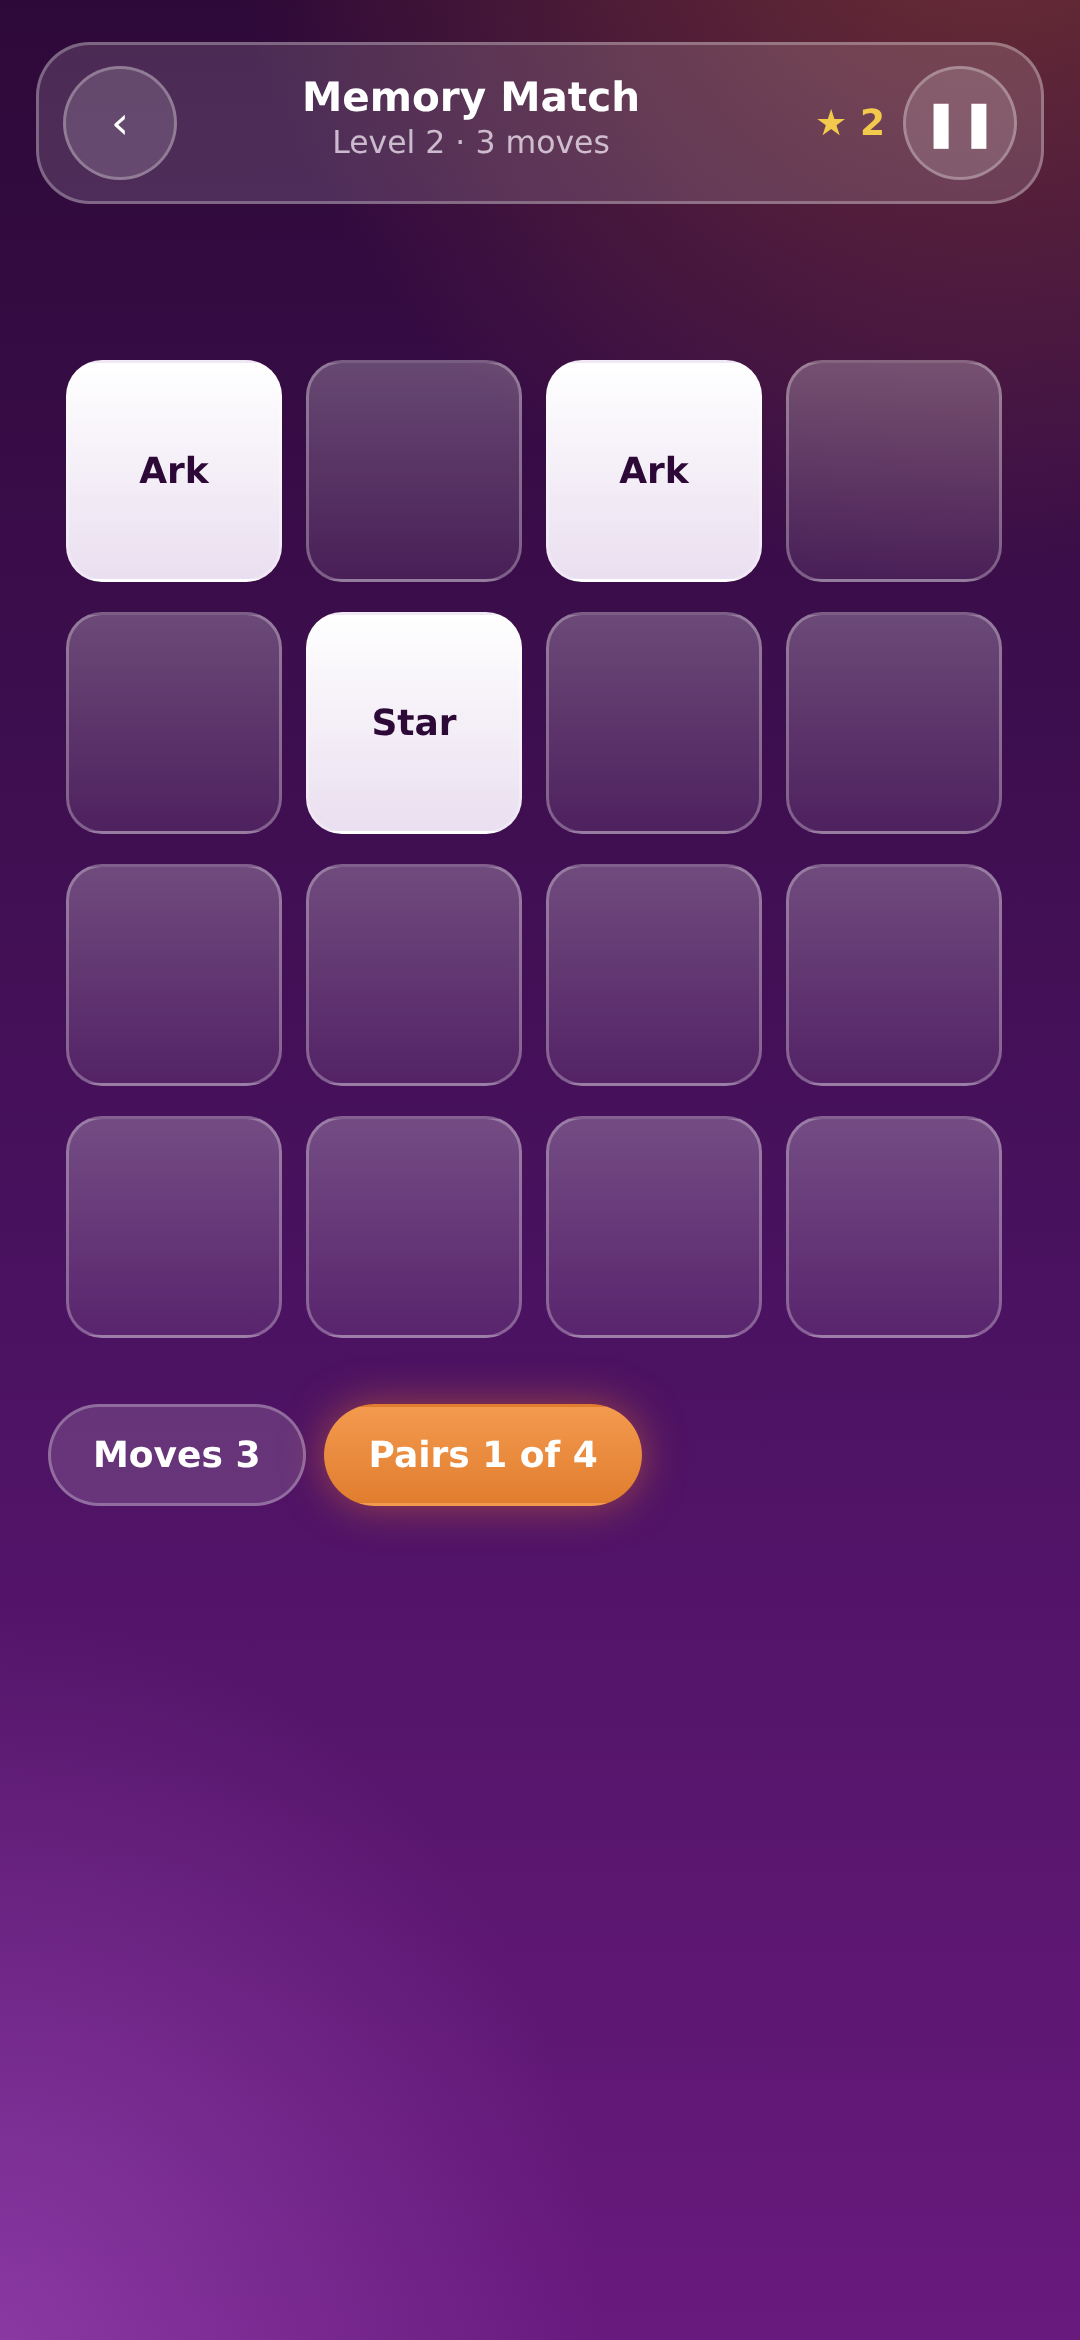 ‹
Memory Match
Level 2 · 3 moves
★ 2
Ark
Ark
Star
Moves 3
Pairs 1 of 4